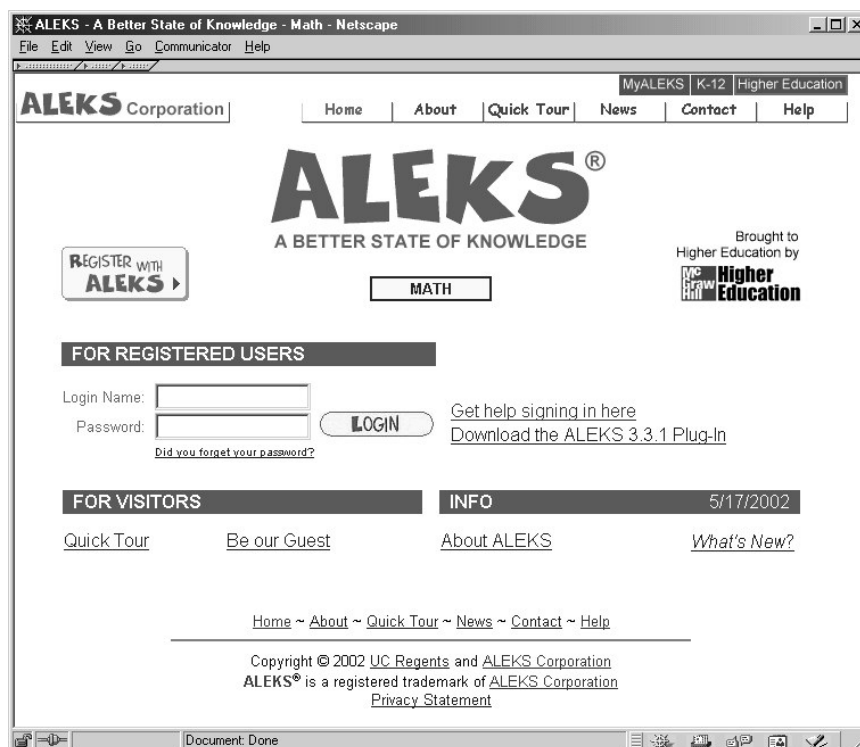 ALEKS - A Better State of Knowledge - Math - Netscape
File Edit View Go Communicator Help
MyALEKS K-12 Higher Education
ALEKS Corporation Home About Quick Tour News Contact Help
ALEKS®
A BETTER STATE OF KNOWLEDGE
Brought to
Higher Education by
Mc Graw Hill Higher Education
REGISTER WITH
ALEKS
MATH
FOR REGISTERED USERS
Login Name:
Password:
LOGIN
Did you forget your password?
Get help signing in here
Download the ALEKS 3.3.1 Plug-In
FOR VISITORS
Quick Tour Be our Guest
INFO 5/17/2002
About ALEKS What's New?
Home ~ About ~ Quick Tour ~ News ~ Contact ~ Help
Copyright © 2002 UC Regents and ALEKS Corporation
ALEKS® is a registered trademark of ALEKS Corporation
Privacy Statement
Document: Done